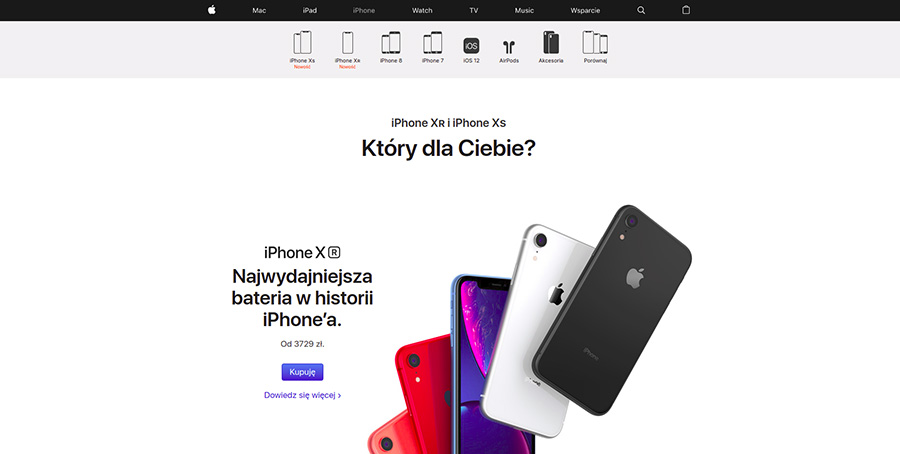 Mac iPad iPhone Watch TV Music Wsparcie
iPhone Xs iPhone Xʀ iPhone 8 iPhone 7 iOS 12 AirPods Akcesoria Porównaj
Nowość Nowość
iOS
iPhone Xʀ i iPhone Xs
Który dla Ciebie?
iPhone X R
Najwydajniejsza
bateria w historii
iPhone’a.
Od 3729 zł.
Kupuję
Dowiedz się więcej ›
iPhone